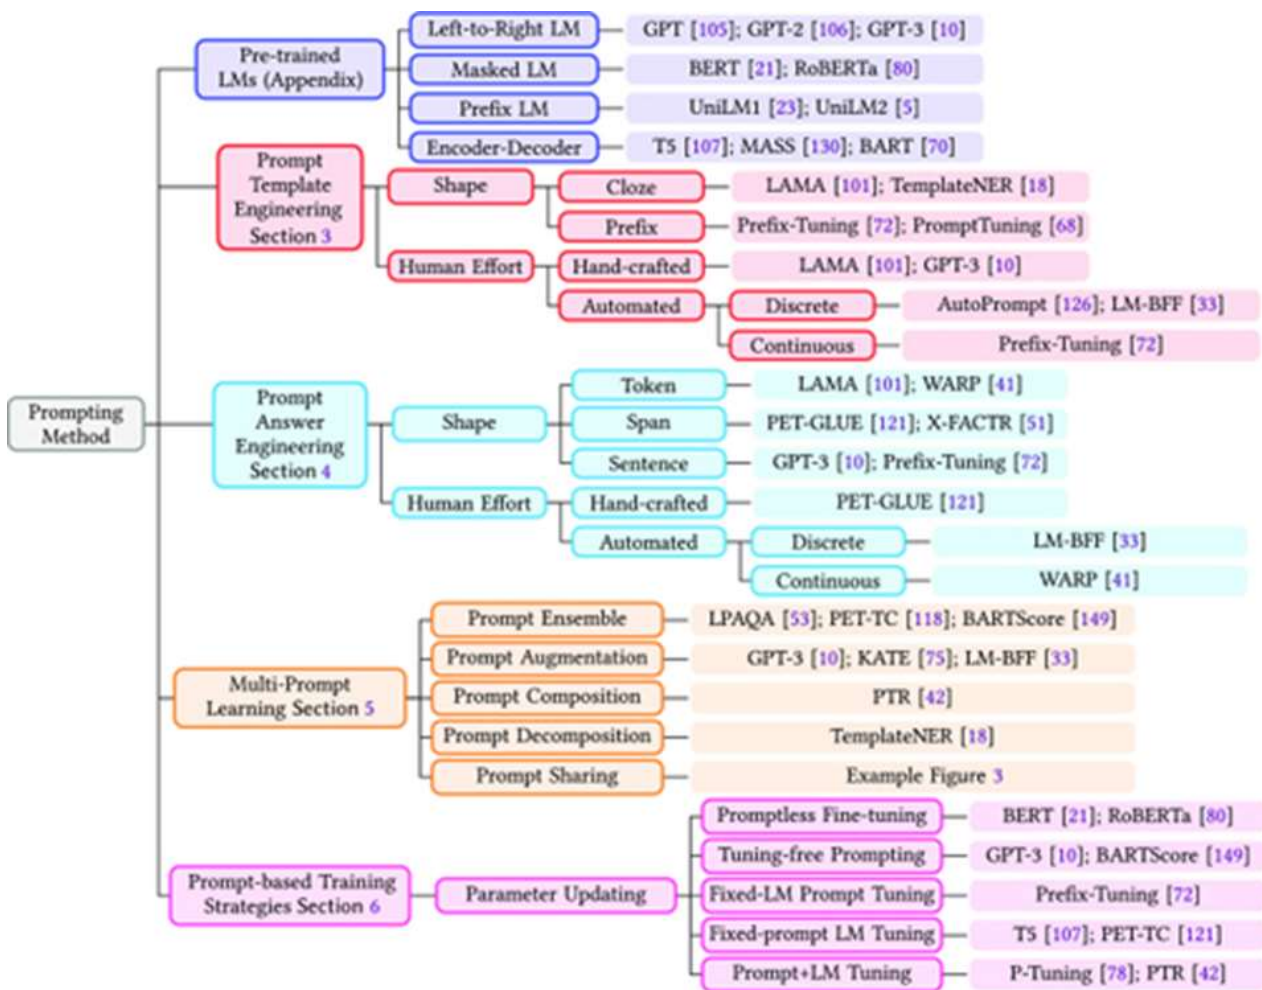 Pre-trained
LMs (Appendix)
Left-to-Right LM
GPT [105]; GPT-2 [106]; GPT-3 [10]
Masked LM
BERT [21]; RoBERTa [80]
Prefix LM
UniLM1 [23]; UniLM2 [5]
Encoder-Decoder
T5 [107]; MASS [130]; BART [70]
Prompt
Template
Engineering
Section 3
Shape
Cloze
LAMA [101]; TemplateNER [18]
Prefix
Prefix-Tuning [72]; PromptTuning [68]
Human Effort
Hand-crafted
LAMA [101]; GPT-3 [10]
Automated
Discrete
AutoPrompt [126]; LM-BFF [33]
Continuous
Prefix-Tuning [72]
Prompting
Method
Prompt
Answer
Engineering
Section 4
Shape
Token
LAMA [101]; WARP [41]
Span
PET-GLUE [121]; X-FACTR [51]
Sentence
GPT-3 [10]; Prefix-Tuning [72]
Human Effort
Hand-crafted
PET-GLUE [121]
Automated
Discrete
LM-BFF [33]
Continuous
WARP [41]
Multi-Prompt
Learning Section 5
Prompt Ensemble
LPAQA [53]; PET-TC [118]; BARTScore [149]
Prompt Augmentation
GPT-3 [10]; KATE [75]; LM-BFF [33]
Prompt Composition
PTR [42]
Prompt Decomposition
TemplateNER [18]
Prompt Sharing
Example Figure 3
Prompt-based Training
Strategies Section 6
Parameter Updating
Promptless Fine-tuning
BERT [21]; RoBERTa [80]
Tuning-free Prompting
GPT-3 [10]; BARTScore [149]
Fixed-LM Prompt Tuning
Prefix-Tuning [72]
Fixed-prompt LM Tuning
T5 [107]; PET-TC [121]
Prompt+LM Tuning
P-Tuning [78]; PTR [42]